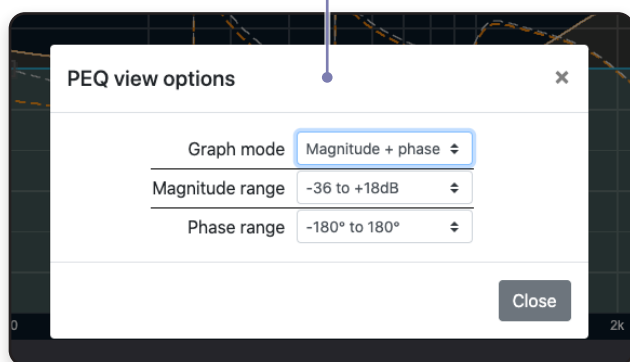 PEQ view options ×
Graph mode Magnitude + phase
Magnitude range -36 to +18dB
Phase range -180° to 180°
Close
0 2k